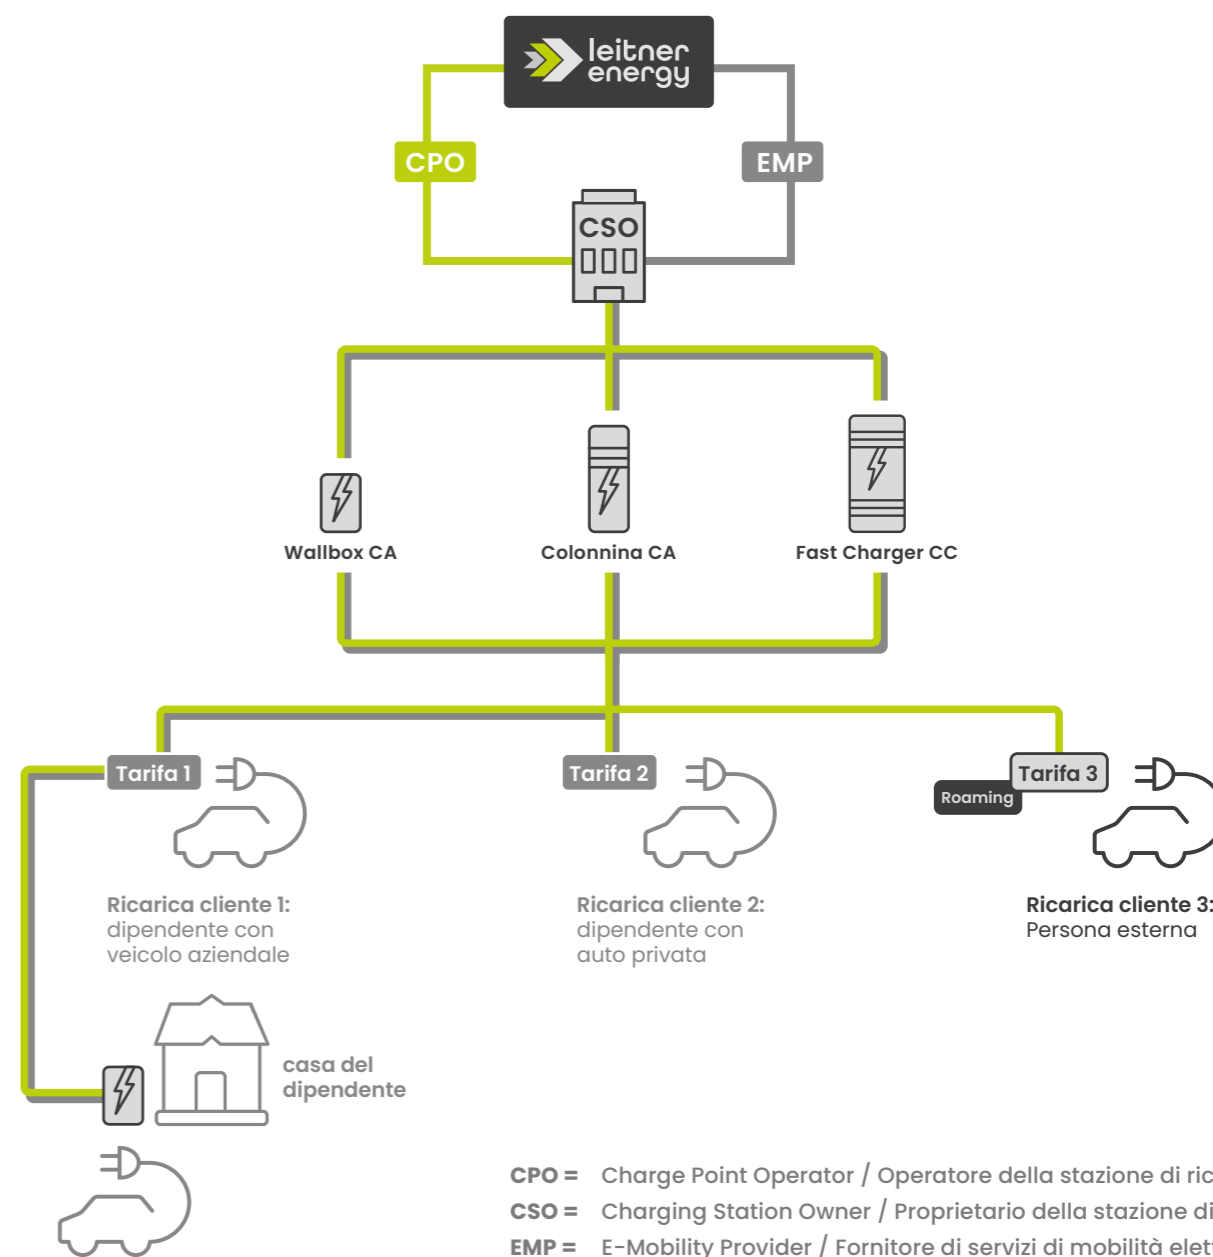 leitner
energy
CPO
EMP
CSO
Wallbox CA
Colonnina CA
Fast Charger CC
Tarifa 1
Tarifa 2
Tarifa 3
Roaming
Ricarica cliente 1:
dipendente con
veicolo aziendale
Ricarica cliente 2:
dipendente con
auto privata
Ricarica cliente 3:
Persona esterna
casa del
dipendente
CPO = Charge Point Operator / Operatore della stazione di ric
CSO = Charging Station Owner / Proprietario della stazione di
EMP = E-Mobility Provider / Fornitore di servizi di mobilità elett